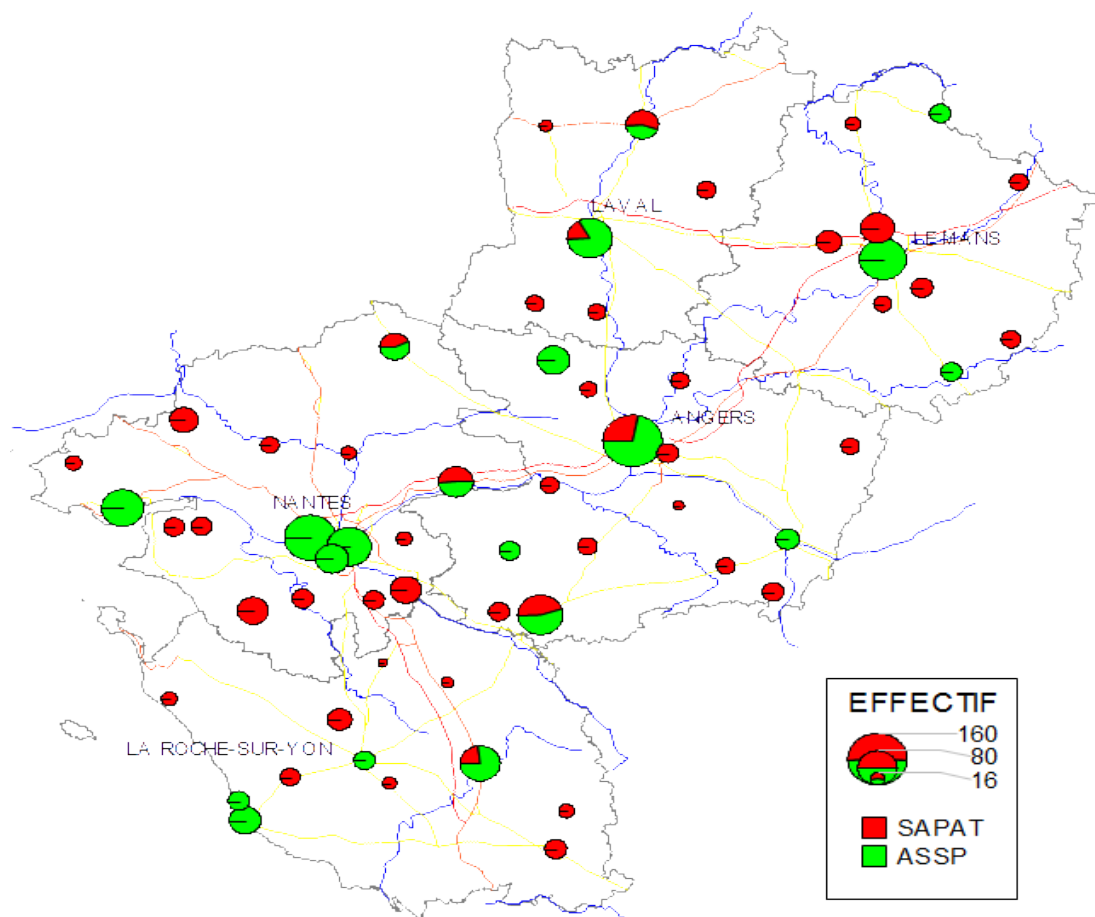 LAVAL
LE MANS
ANGERS
NANTES
LA ROCHE-SUR-YON
EFFECTIF
160
80
16
SAPAT
ASSP